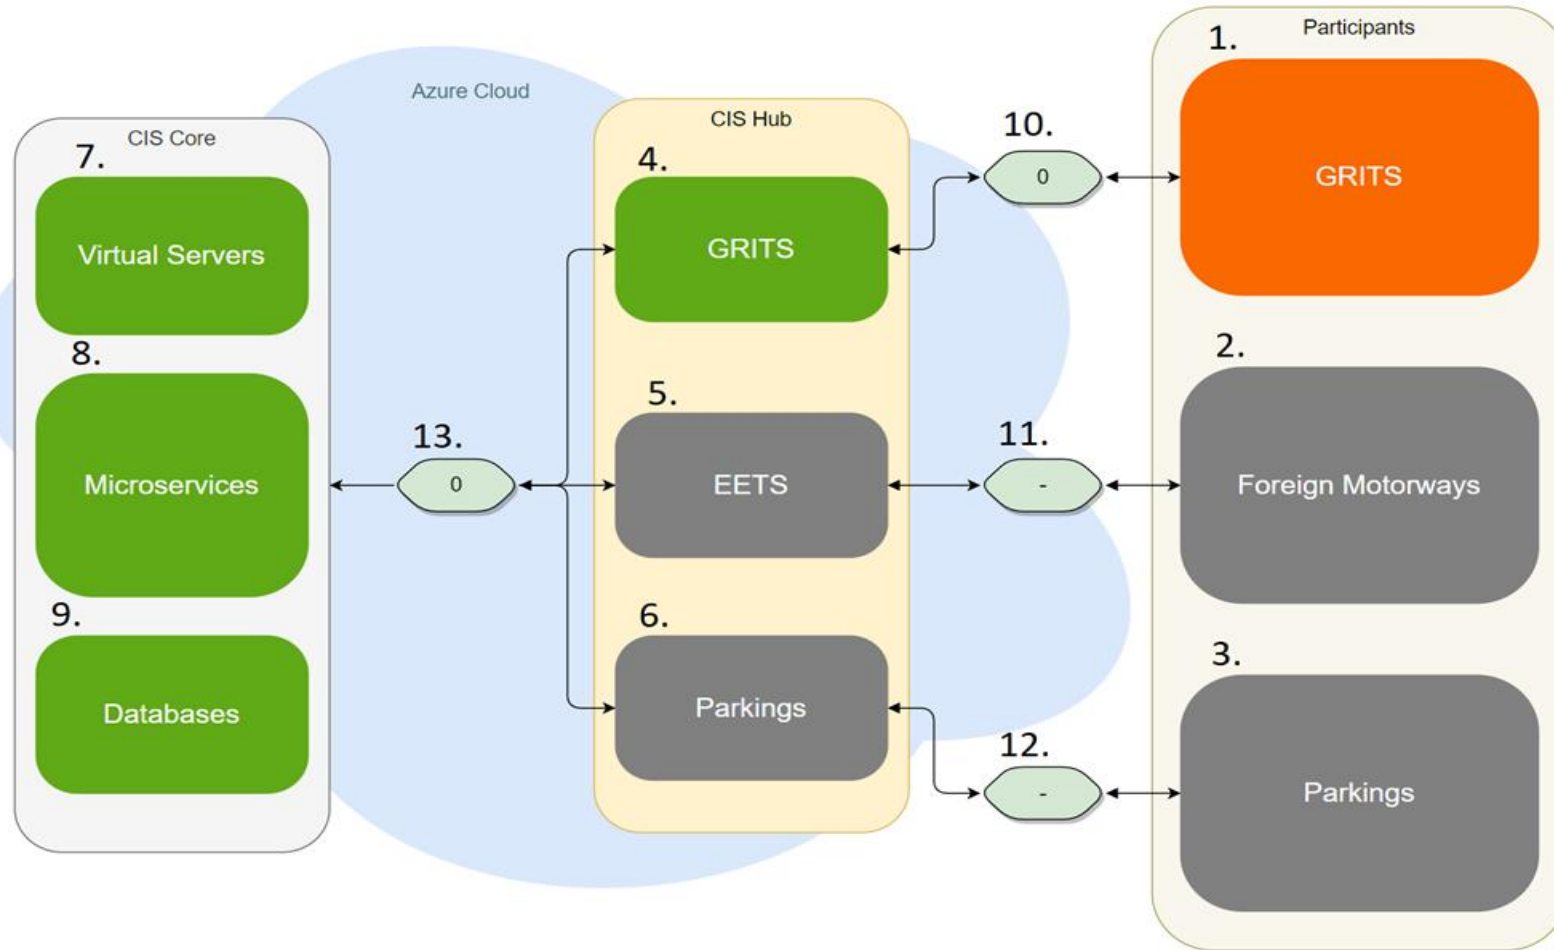 Azure Cloud
CIS Core
7.
Virtual Servers
8.
Microservices
9.
Databases
13.
0
CIS Hub
4.
GRITS
5.
EETS
6.
Parkings
10.
0
11.
-
12.
-
Participants
1.
GRITS
2.
Foreign Motorways
3.
Parkings